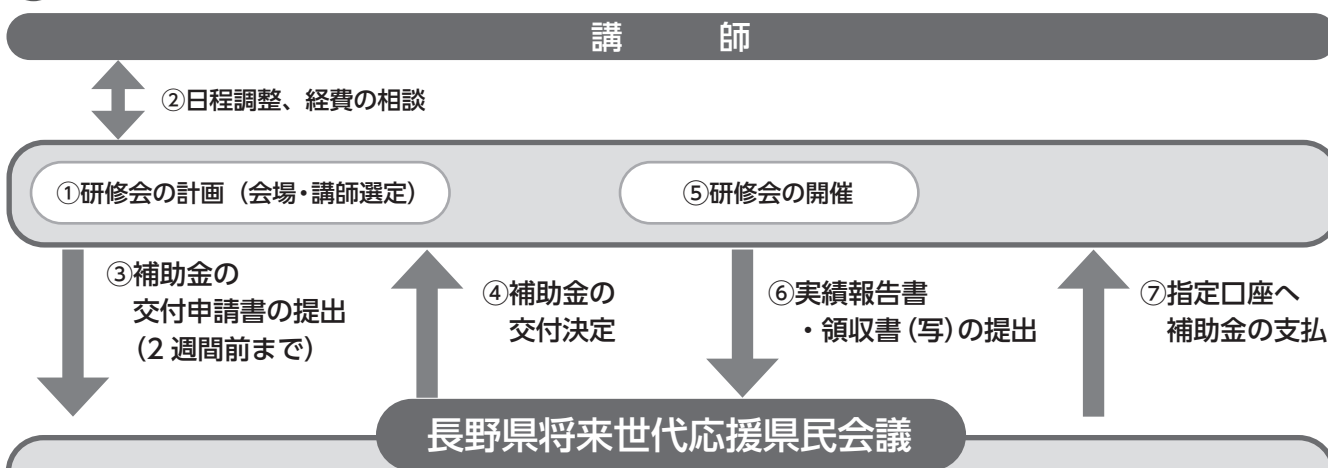 講師
②日程調整、経費の相談
①研修会の計画（会場・講師選定）
⑤研修会の開催
③補助金の
交付申請書の提出
（2週間前まで）
④補助金の
交付決定
⑥実績報告書
・領収書（写）の提出
⑦指定口座へ
補助金の支払
長野県将来世代応援県民会議